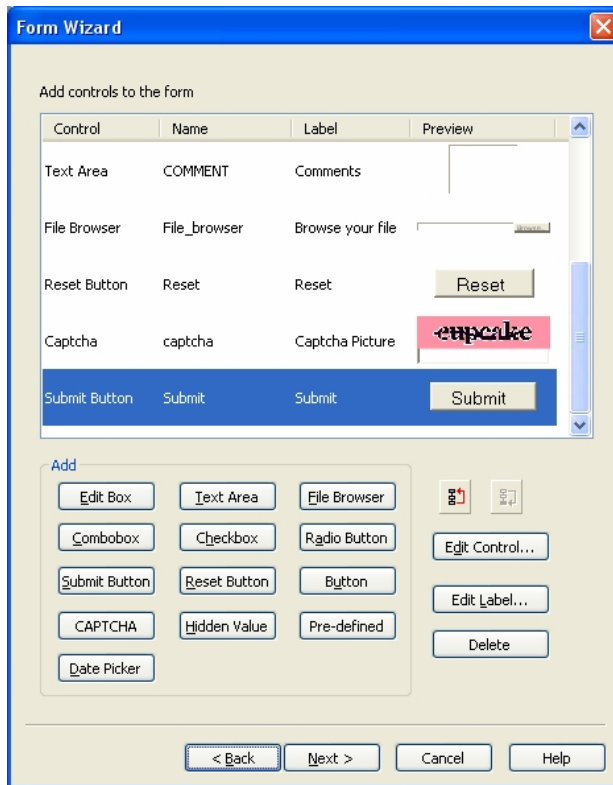 Form Wizard
Add controls to the form
Control Name Label Preview
Text Area COMMENT Comments
File Browser File_browser Browse your file Browse...
Reset Button Reset Reset Reset
Captcha captcha Captcha Picture cupcake
Submit Button Submit Submit Submit
Add
Edit Box Text Area File Browser
Combobox Checkbox Radio Button Edit Control...
Submit Button Reset Button Button Edit Label...
CAPTCHA Hidden Value Pre-defined Delete
Date Picker
< Back Next > Cancel Help